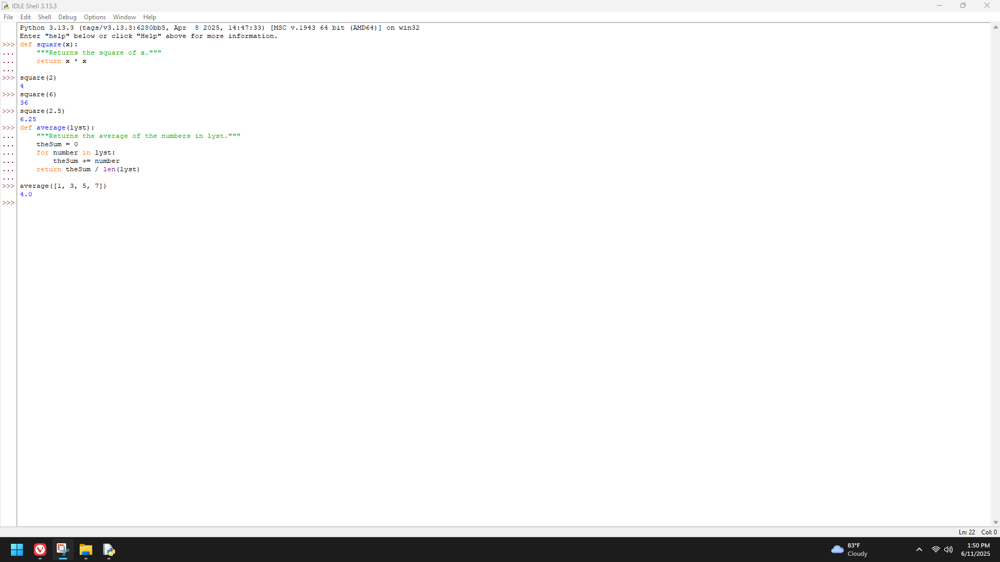 IDLE Shell 3.13.3
File Edit Shell Debug Options Window Help
Python 3.13.3 (tags/v3.13.3:6280bb5, Apr  8 2025, 14:47:33) [MSC v.1943 64 bit (AMD64)] on win32
Enter "help" below or click "Help" above for more information.
>>> def square(x):
...     """Returns the square of x."""
...     return x * x
...
>>> square(2)
4
>>> square(6)
36
>>> square(2.5)
6.25
>>> def average(lyst):
...     """Returns the average of the numbers in lyst."""
...     theSum = 0
...     for number in lyst:
...         theSum += number
...     return theSum / len(lyst)
...
>>> average([1, 3, 5, 7])
4.0
>>>
Ln: 22 Col: 0
83°F
Cloudy
1:50 PM
6/11/2025